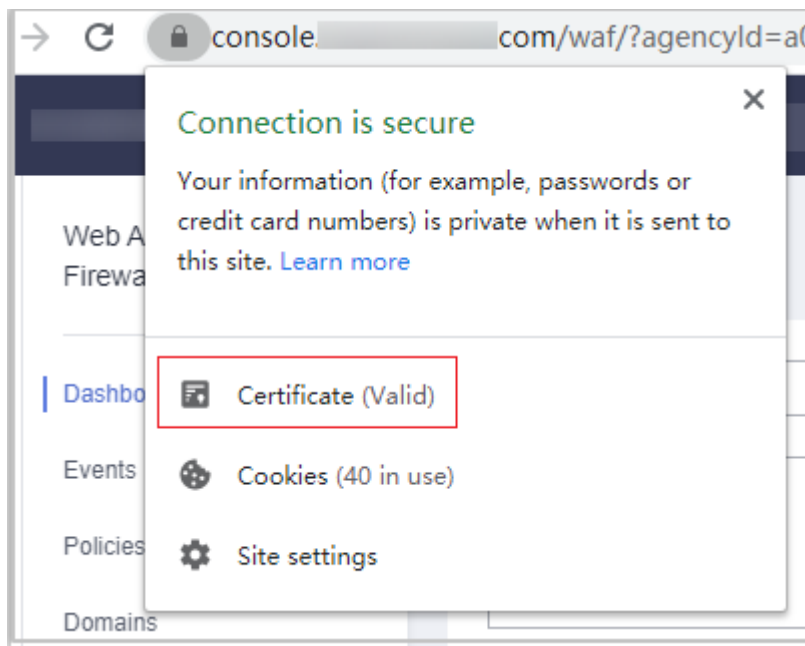 console. com/waf/?agencyId=a0
Connection is secure
Your information (for example, passwords or
credit card numbers) is private when it is sent to
this site. Learn more
Web A
Firewa
Dashbo
Certificate (Valid)
Events
Cookies (40 in use)
Policies
Site settings
Domains